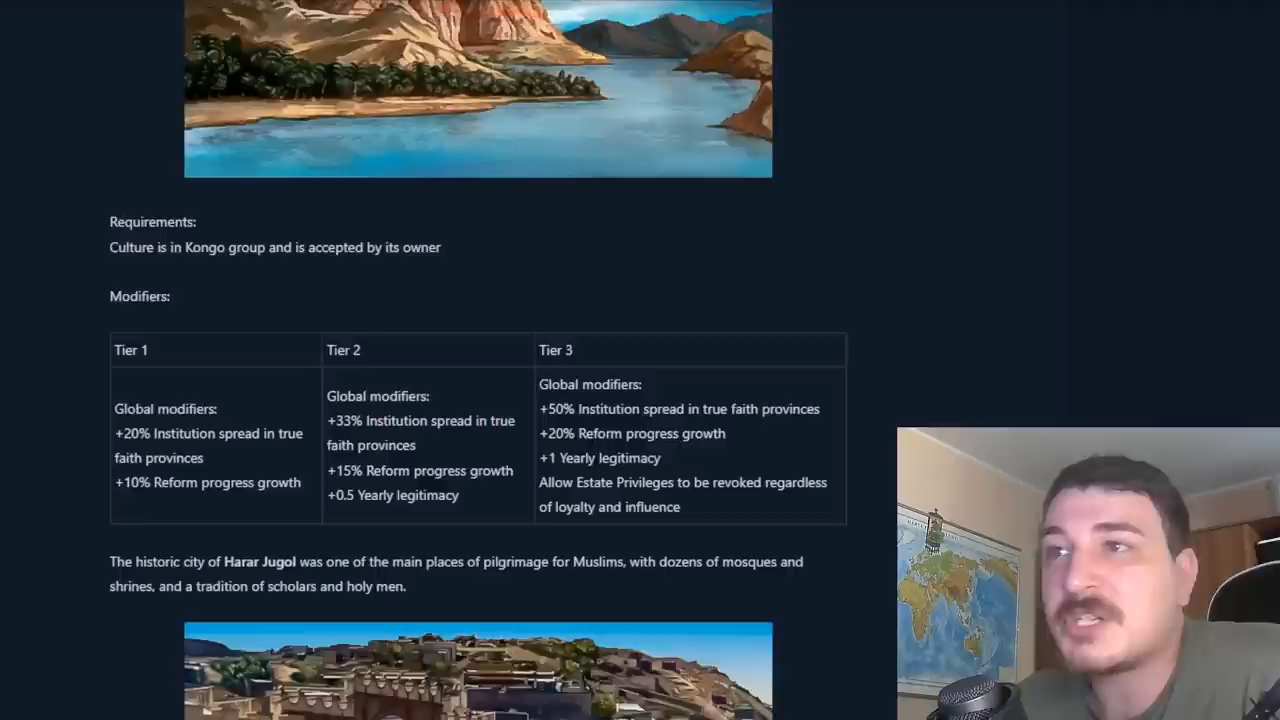 Requirements:
Culture is in Kongo group and is accepted by its owner
Modifiers:
Tier 1
Tier 2
Tier 3
Global modifiers:
+20% Institution spread in true
faith provinces
+10% Reform progress growth
Global modifiers:
+33% Institution spread in true
faith provinces
+15% Reform progress growth
+0.5 Yearly legitimacy
Global modifiers:
+50% Institution spread in true faith provinces
+20% Reform progress growth
+1 Yearly legitimacy
Allow Estate Privileges to be revoked regardless
of loyalty and influence
The historic city of Harar Jugol was one of the main places of pilgrimage for Muslims, with dozens of mosques and
shrines, and a tradition of scholars and holy men.